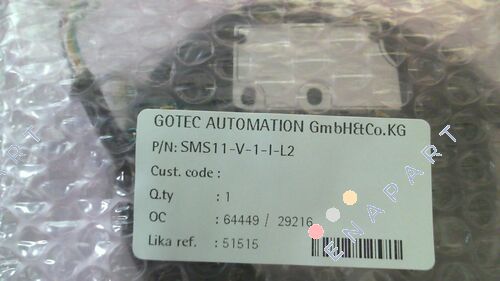 GOTEC AUTOMATION GmbH&Co.KG
P/N: SMS11-V-1-I-L2
Cust. code :
Q.ty : 1
OC : 64449 / 29216
Lika ref. : 51515
ENAPART